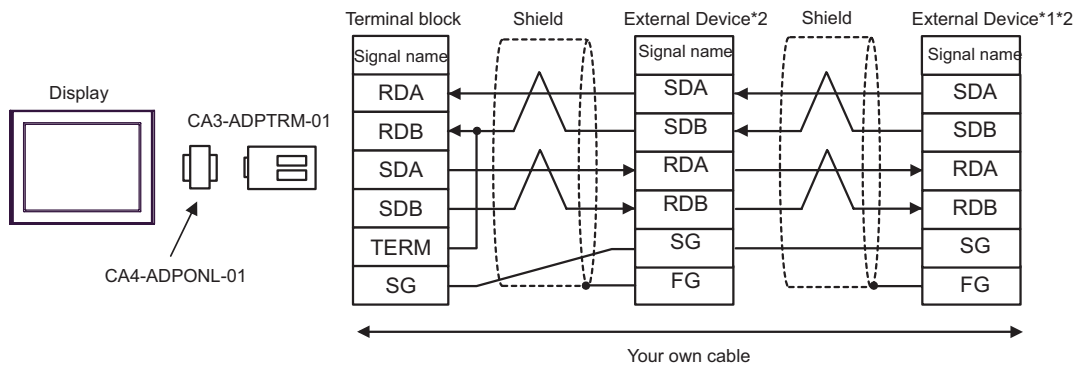 Display
CA3-ADPTRM-01
CA4-ADPONL-01
Terminal block
Signal name
RDA
RDB
SDA
SDB
TERM
SG
Shield
External Device*2
Signal name
SDA
SDB
RDA
RDB
SG
FG
Shield
External Device*1*2
Signal name
SDA
SDB
RDA
RDB
SG
FG
Your own cable